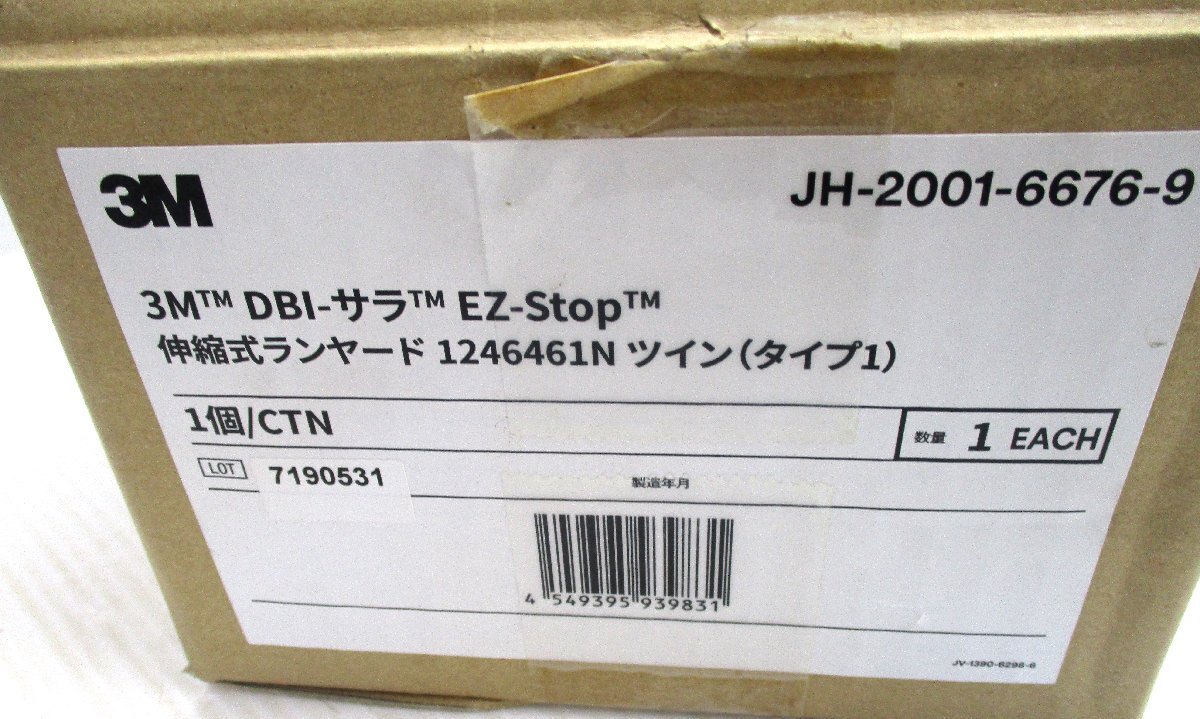 3M
JH-2001-6676-9
3M™ DBI-サラ™ EZ-Stop™
伸縮式ランヤード 1246461N ツイン(タイプ1)
1個/CTN
数量 1 EACH
LOT 7190531
製造年月
4 549395 939831
JV-1390-6298-6